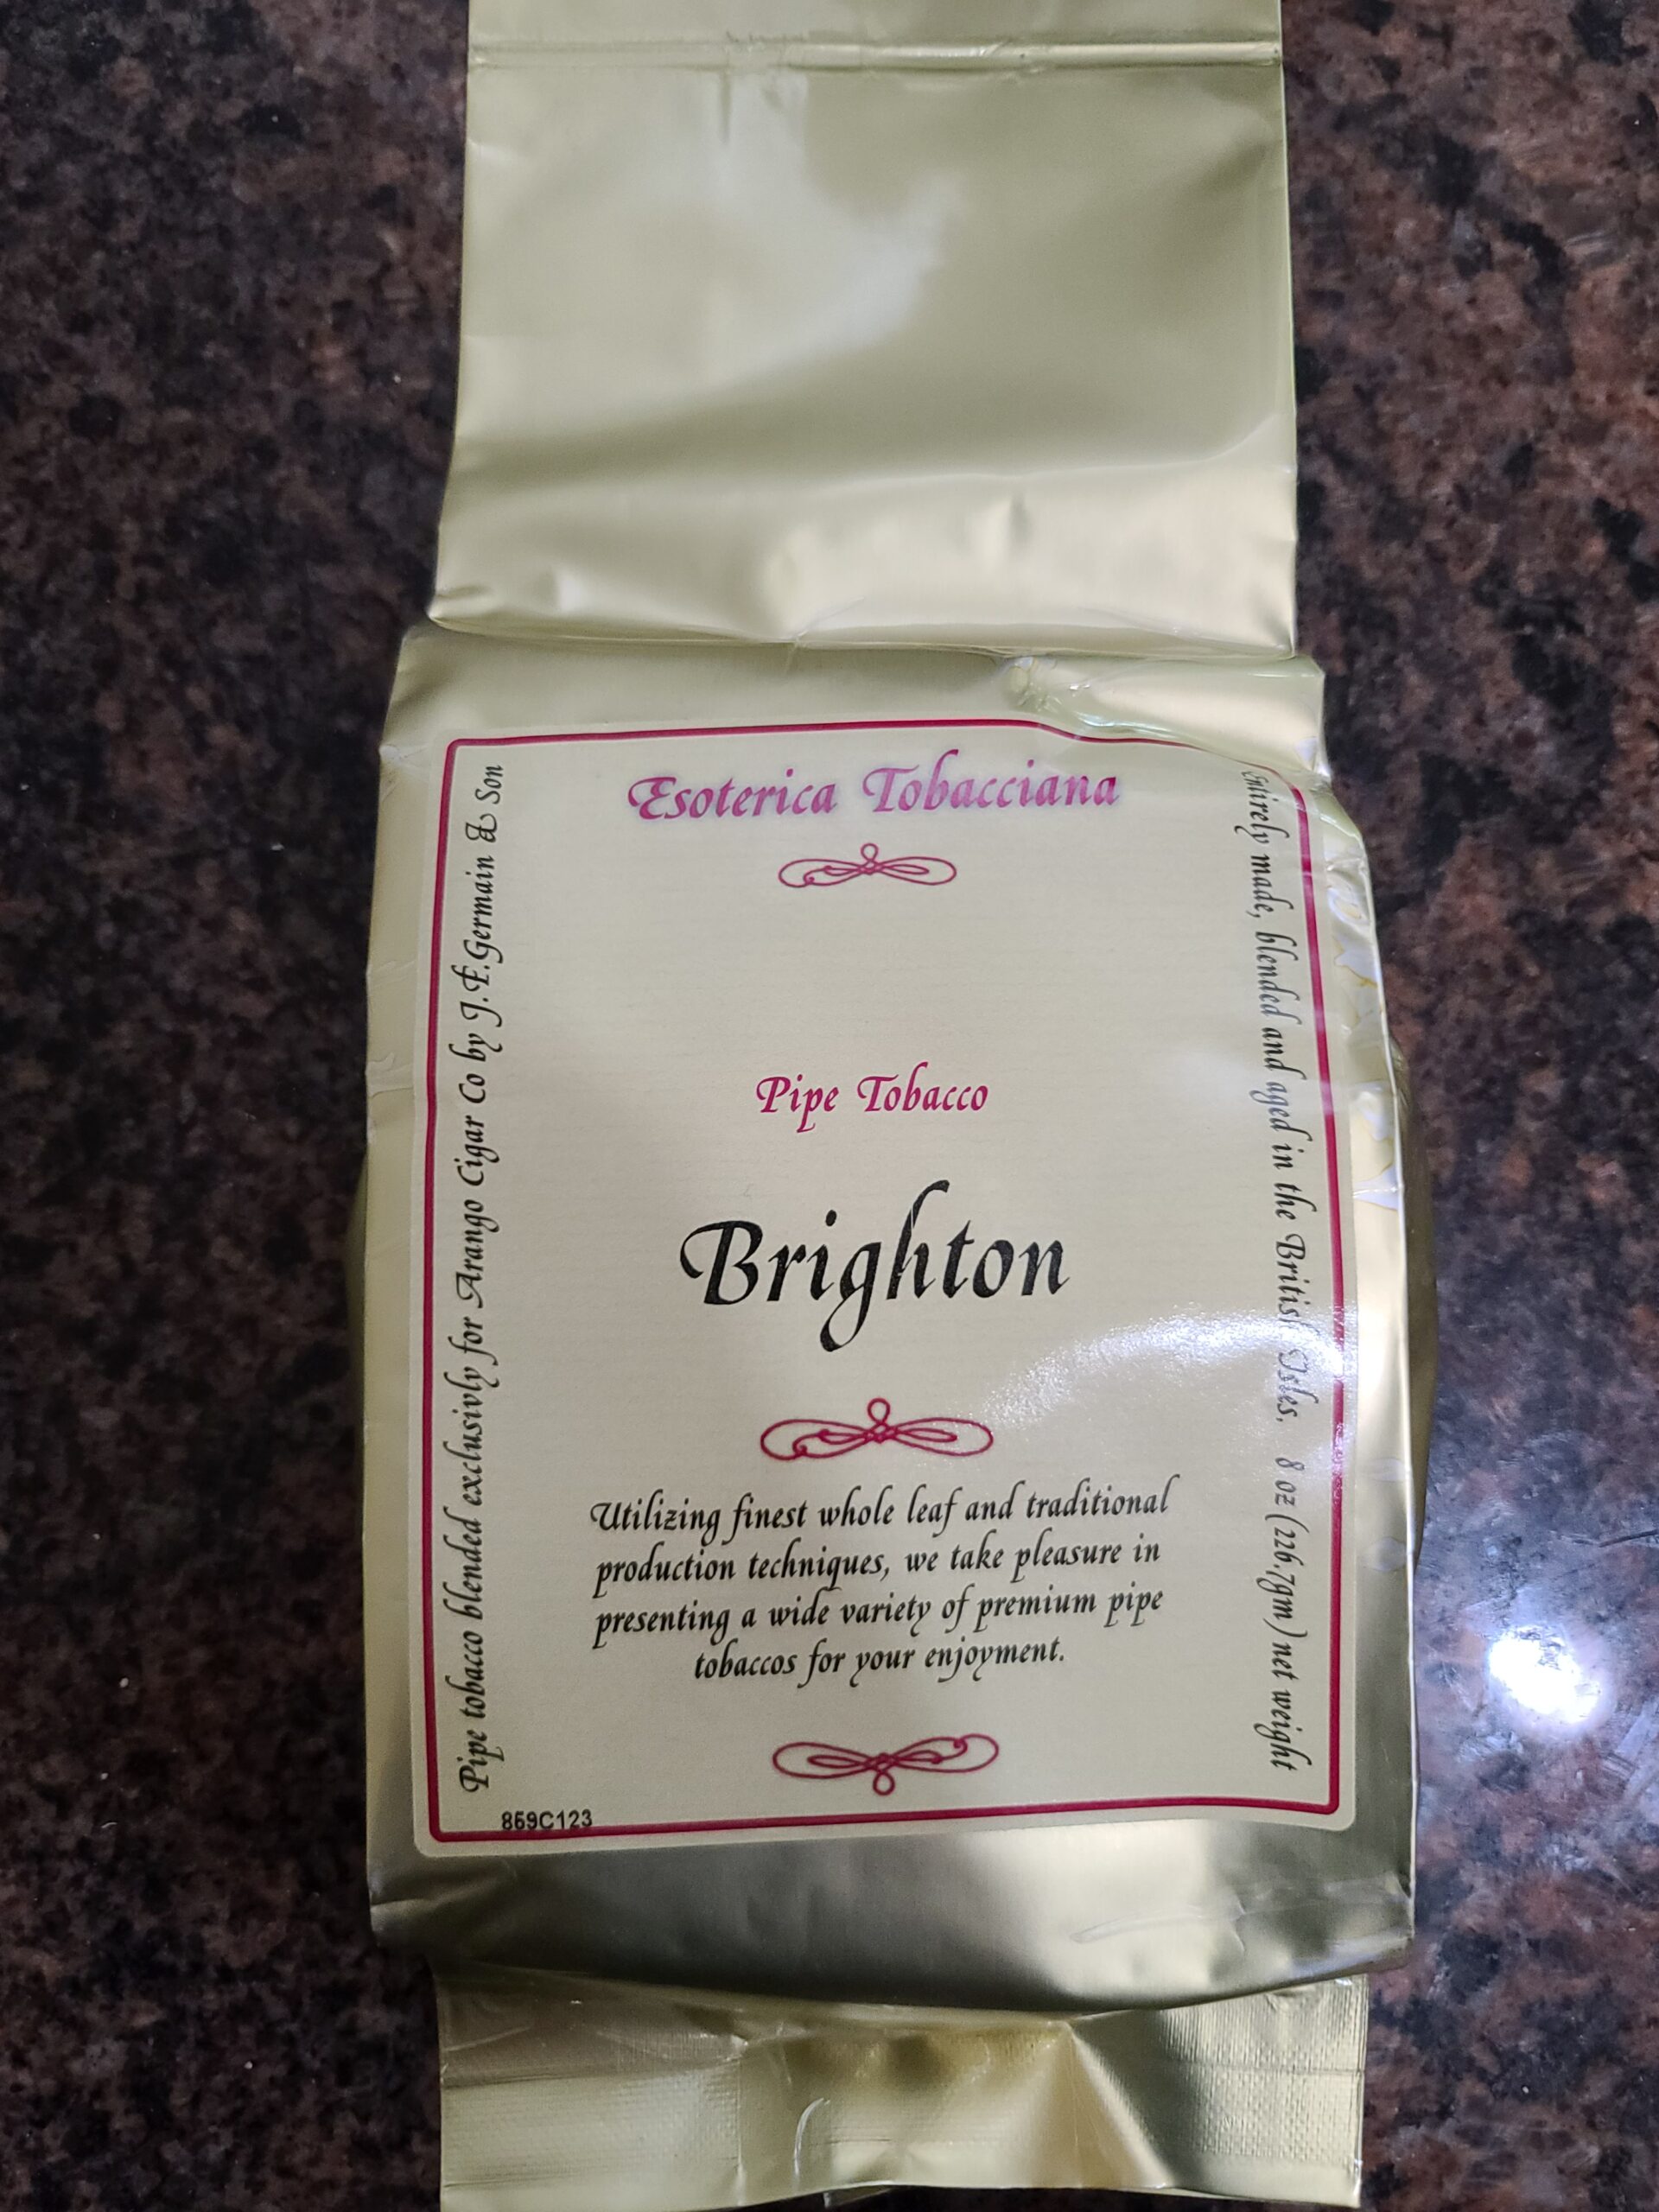 Esoterica Tobacciana
Pipe Tobacco
Brighton
Utilizing finest whole leaf and traditional
production techniques, we take pleasure in
presenting a wide variety of premium pipe
tobaccos for your enjoyment.
Pipe tobacco blended exclusivly for Arango Cigar Co by J.F.Germain & Son
Entirely made, blended and aged in the British Isles. 8 oz (226,7gm) net weight
869C123